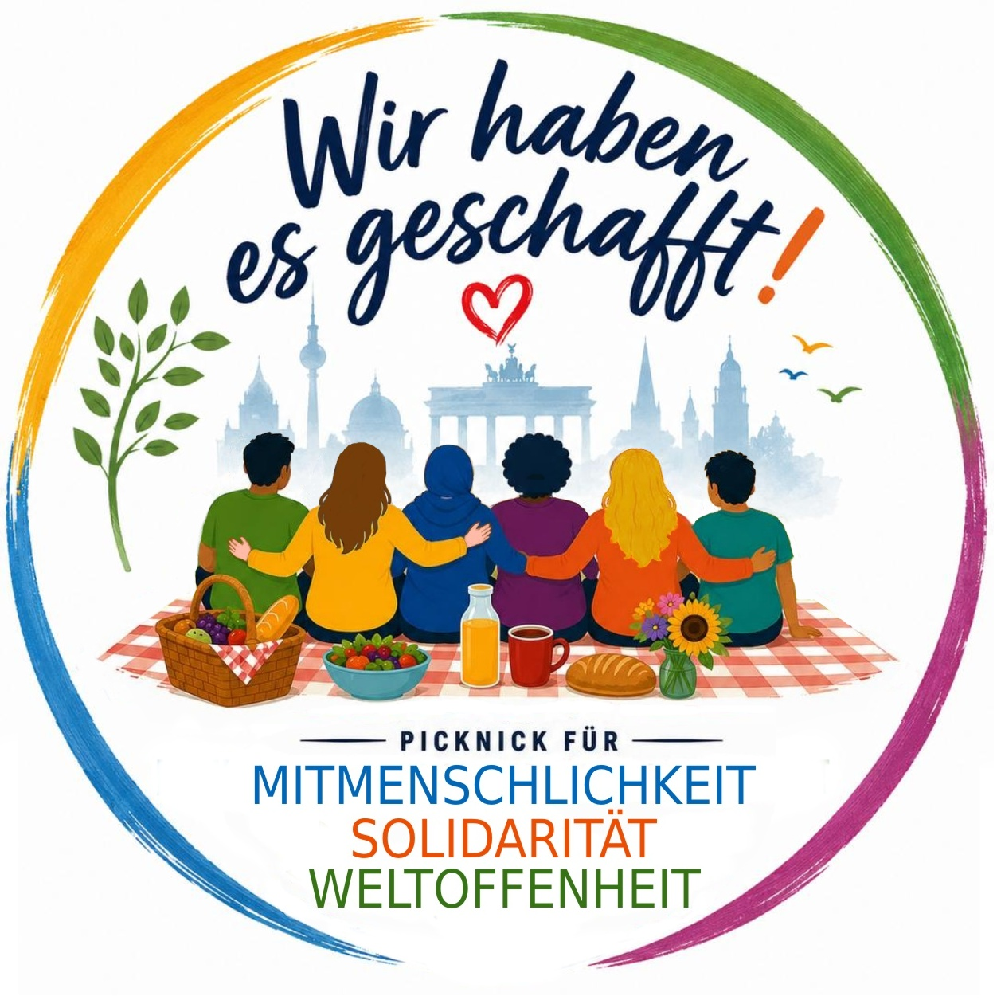 Wir haben
es geschafft!
PICKNICK FÜR
MITMENSCHLICHKEIT
SOLIDARITÄT
WELTOFFENHEIT